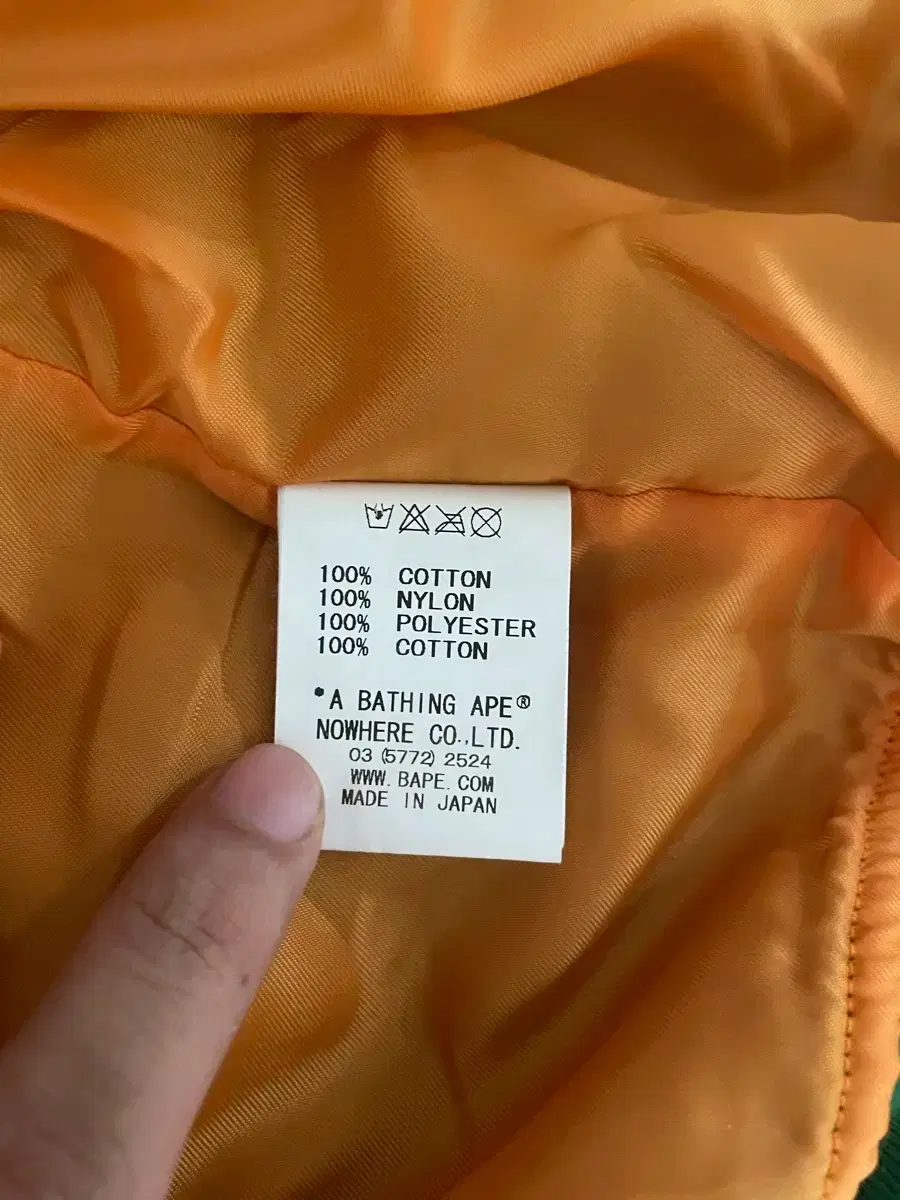 100% COTTON
100% NYLON
100% POLYESTER
100% COTTON
*A BATHING APE®
NOWHERE CO.,LTD.
03 (5772) 2524
WWW. BAPE. COM
MADE IN JAPAN